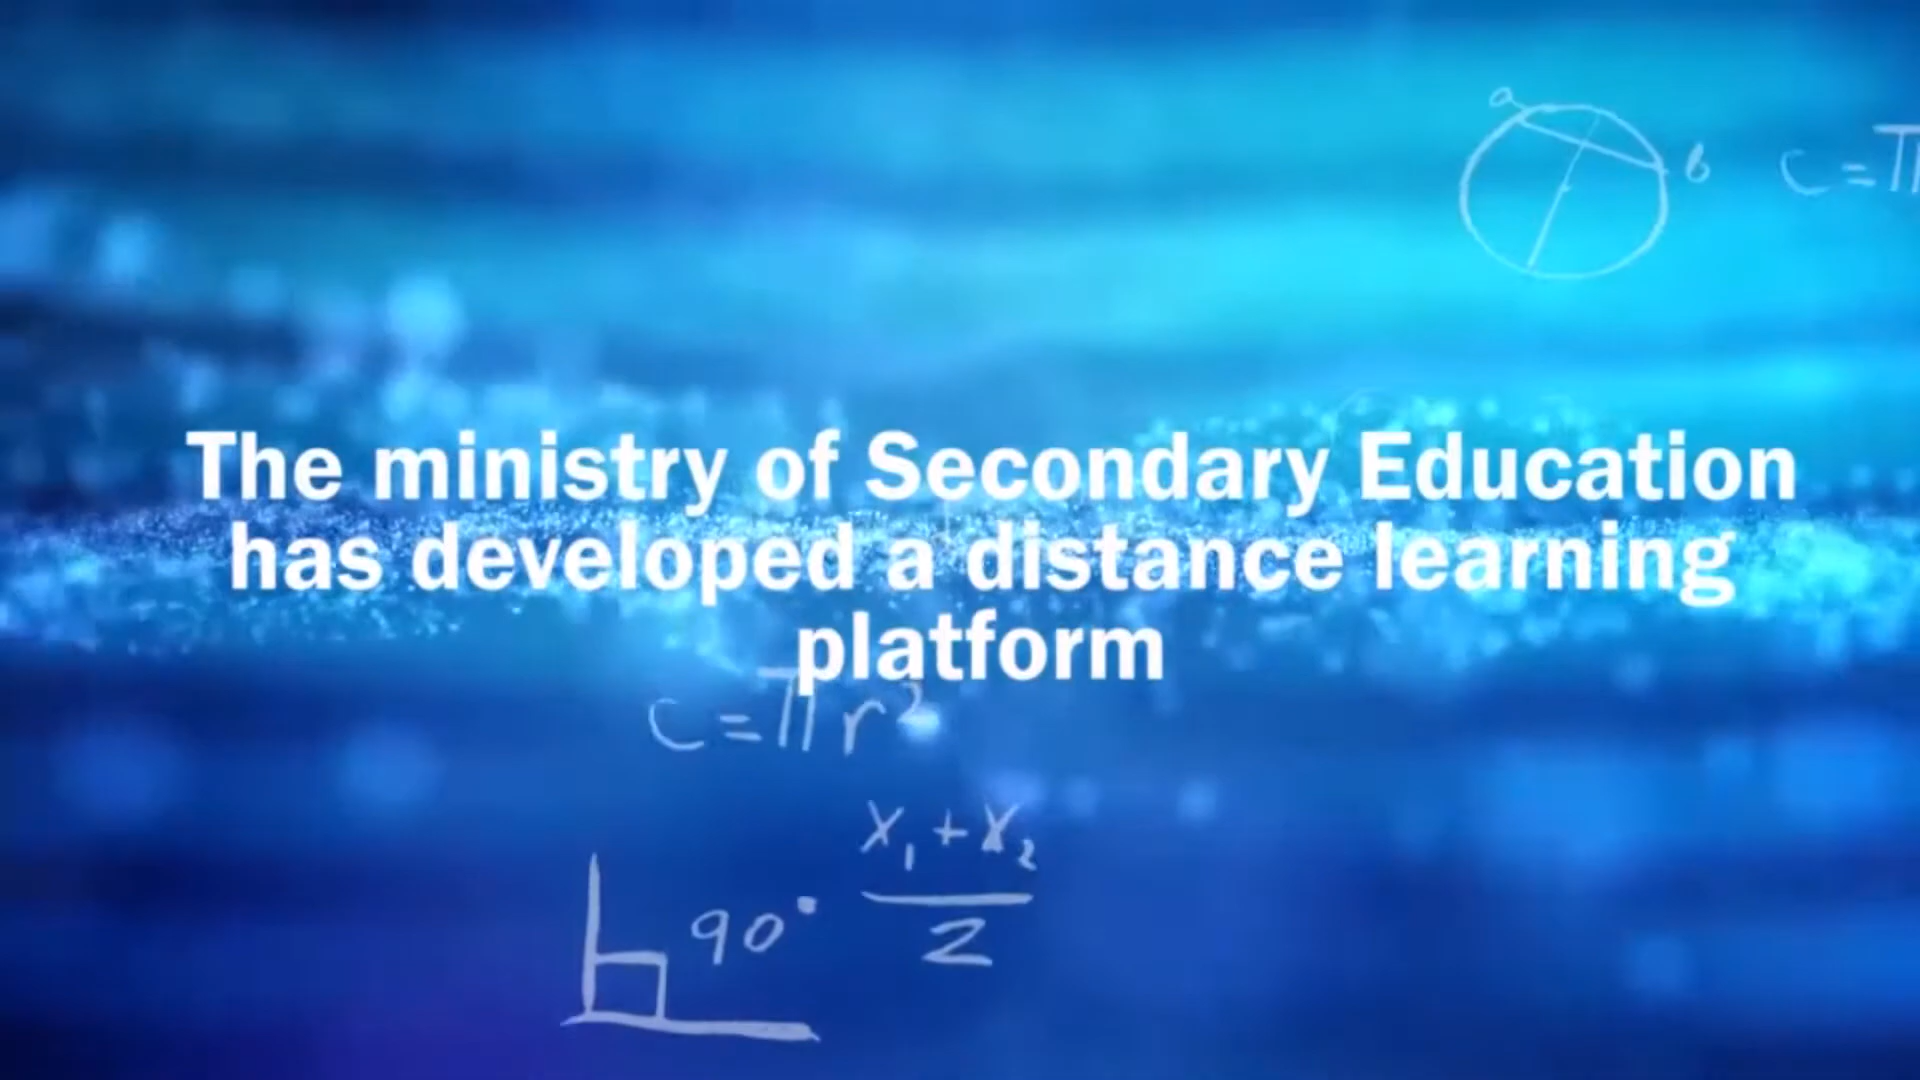 a
b C=π
The ministry of Secondary Education
has developed a distance learning
platform
C=πr²
X₁+X₂
90°
2